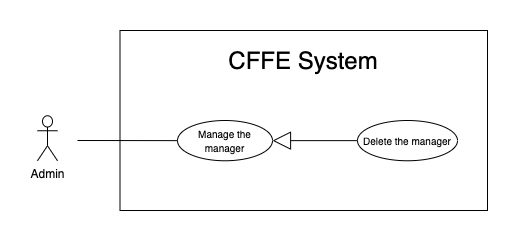 CFFE System
Manage the
manager
Delete the manager
Admin